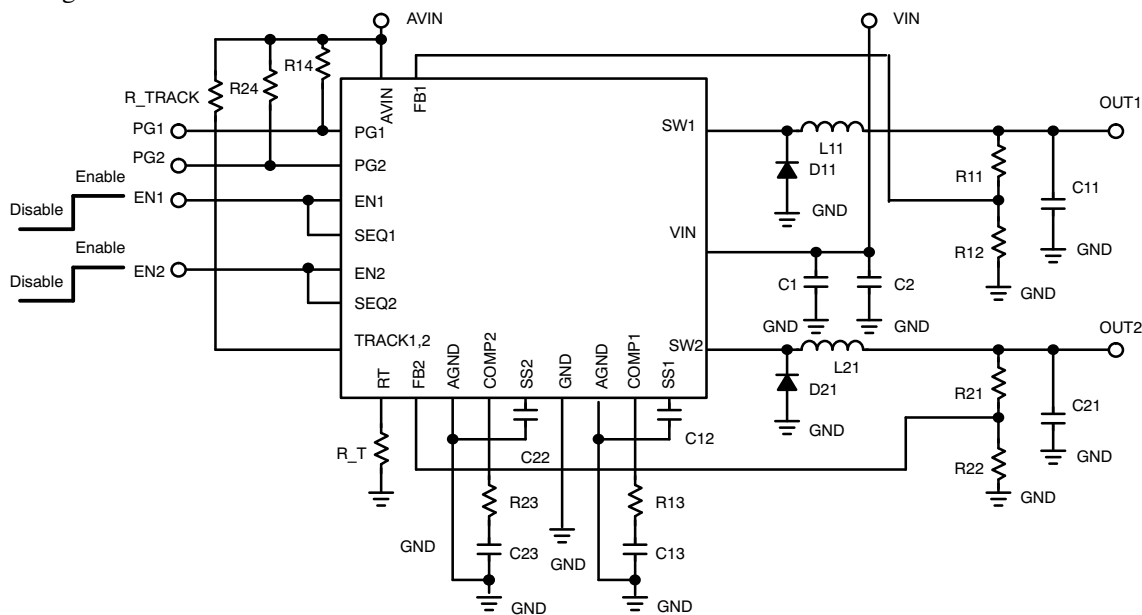 AVIN
VIN
R14
R24
R_TRACK
AVIN
FB1
OUT1
PG1
PG1
SW1
L11
D11
R11
C11
PG2
PG2
Enable
EN1
EN1
GND
Disable
SEQ1
VIN
R12
GND
Enable
EN2
EN2
C1
C2
GND
Disable
SEQ2
GND
GND
OUT2
TRACK1,2
SW2
L21
RT
FB2
AGND
COMP2
SS2
GND
AGND
COMP1
SS1
D21
R21
C21
GND
C12
R_T
C22
R22
GND
GND
R23
R13
GND
C23
C13
GND
GND
GND